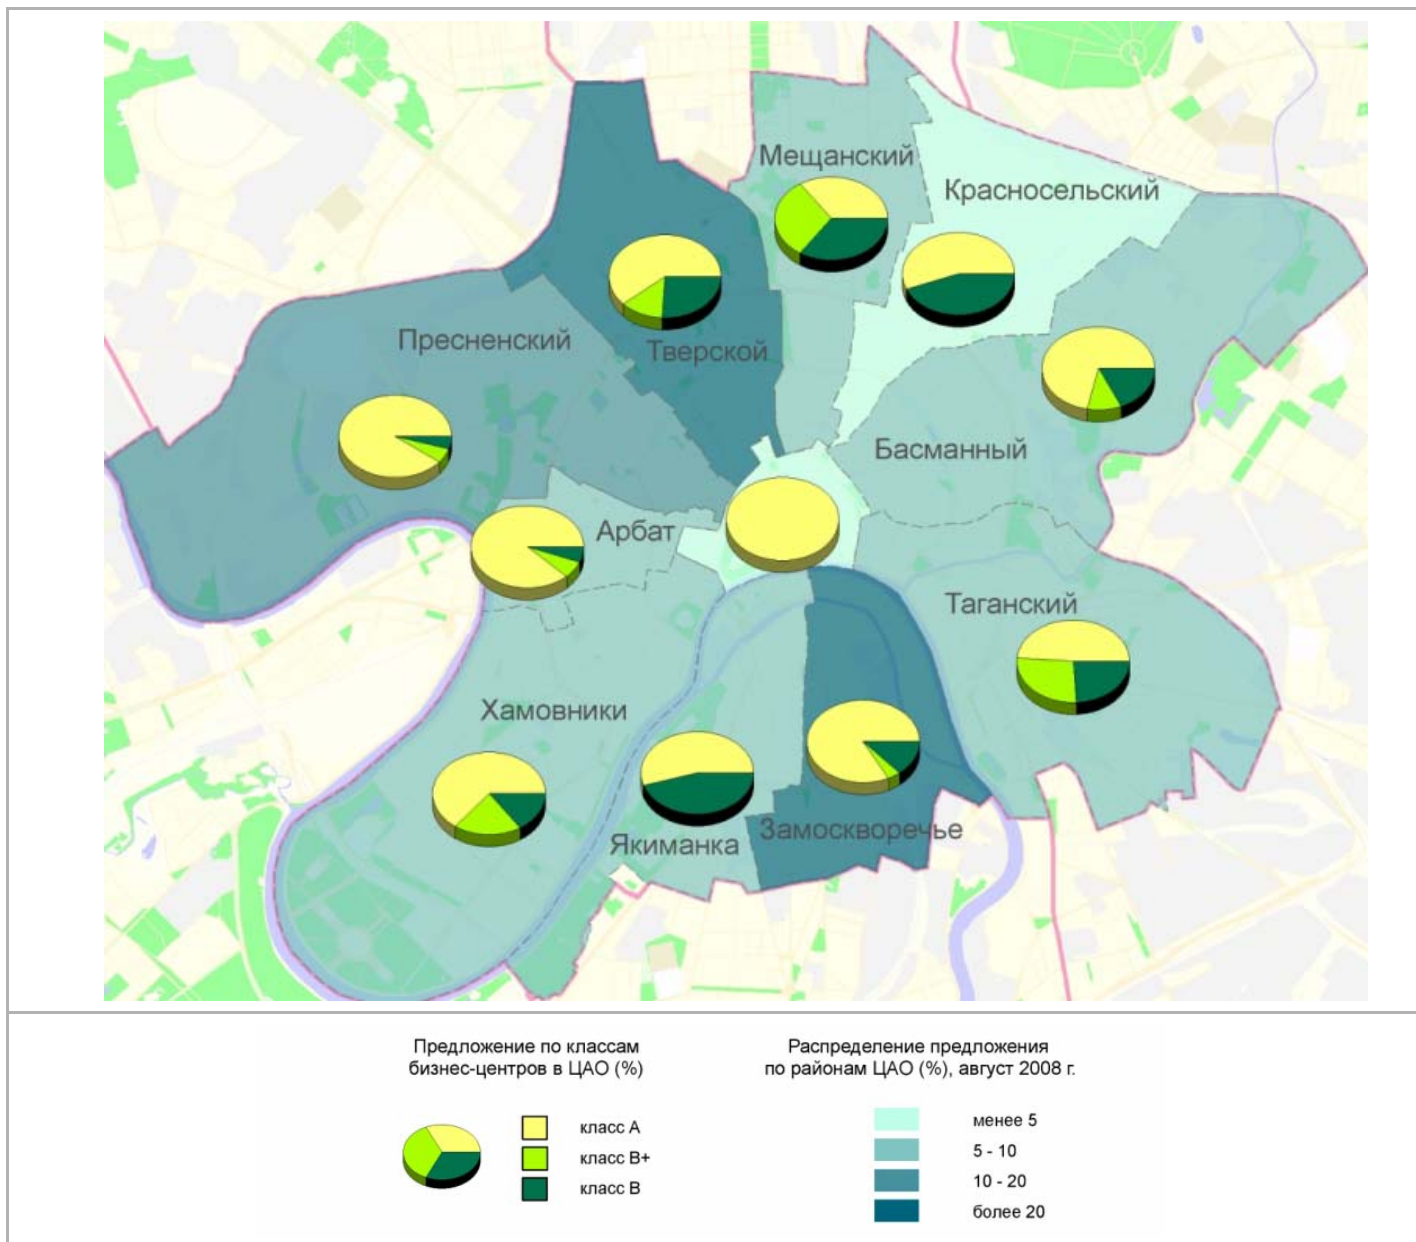 Мещанский
Красносельский
Пресненский
Тверской
Басманный
Арбат
Таганский
Хамовники
Якиманка
Замоскворечье
Предложение по классам
бизнес-центров в ЦАО (%)
класс А
класс В+
класс В
Распределение предложения
по районам ЦАО (%), август 2008 г.
менее 5
5 - 10
10 - 20
более 20